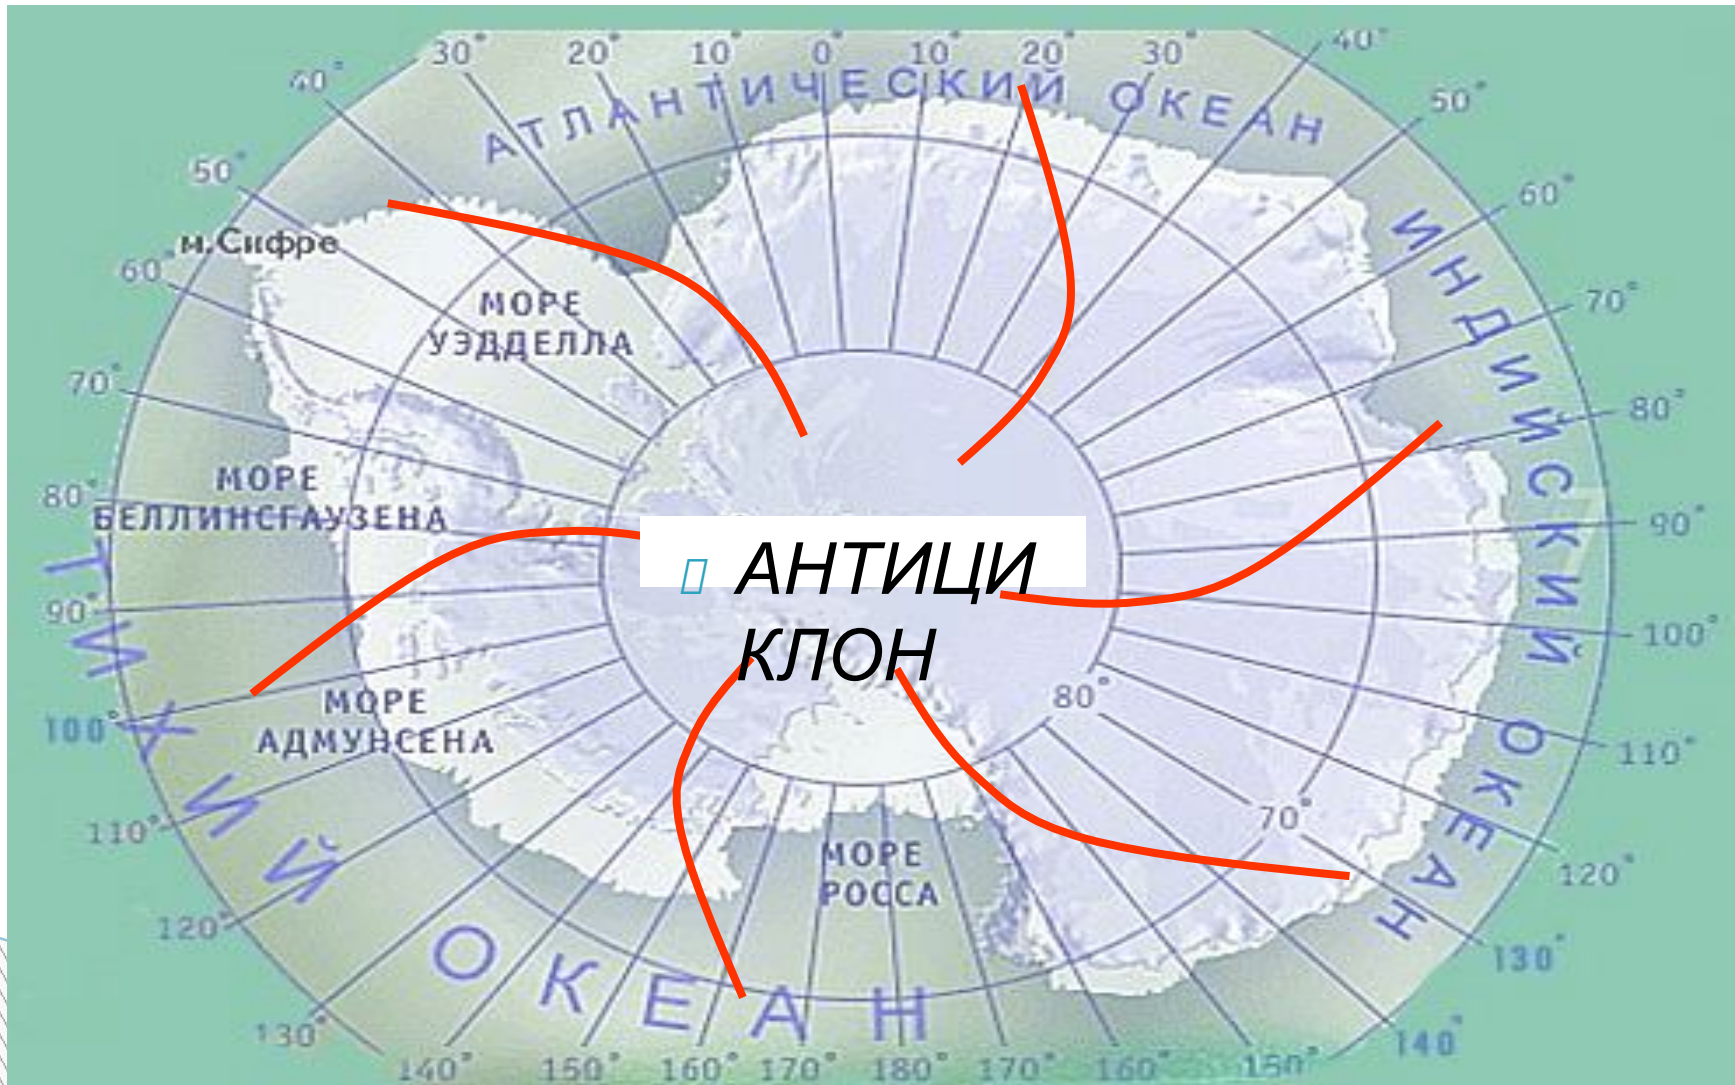 30° 20° 10° 0° 10° 20° 30°
40° 40°
АТЛАНТИЧЕСКИЙ ОКЕАН
50° 50°
м.Сифре
60° 60°
МОРЕ
УЭДДЕЛЛА
70° 70°
ИНДИЙСКИЙ ОКЕАН
80° 80°
МОРЕ
БЕЛЛИНСГАУЗЕНА
90° 90°
АНТИЦИ
КЛОН
100° 100°
МОРЕ
АДМУНСЕНА
80°
110° 110°
70°
ТИХИЙ ОКЕАН
МОРЕ
РОССА
120° 120°
130° 130°
140° 150° 160° 170° 180° 170° 160° 150° 140°